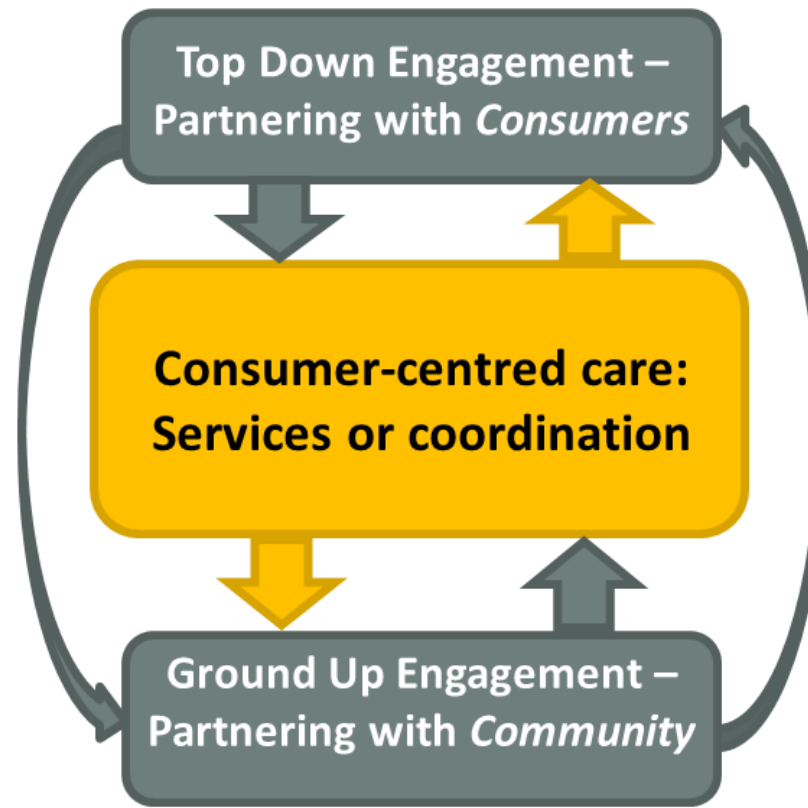 Top Down Engagement –
Partnering with Consumers
Consumer-centred care:
Services or coordination
Ground Up Engagement –
Partnering with Community